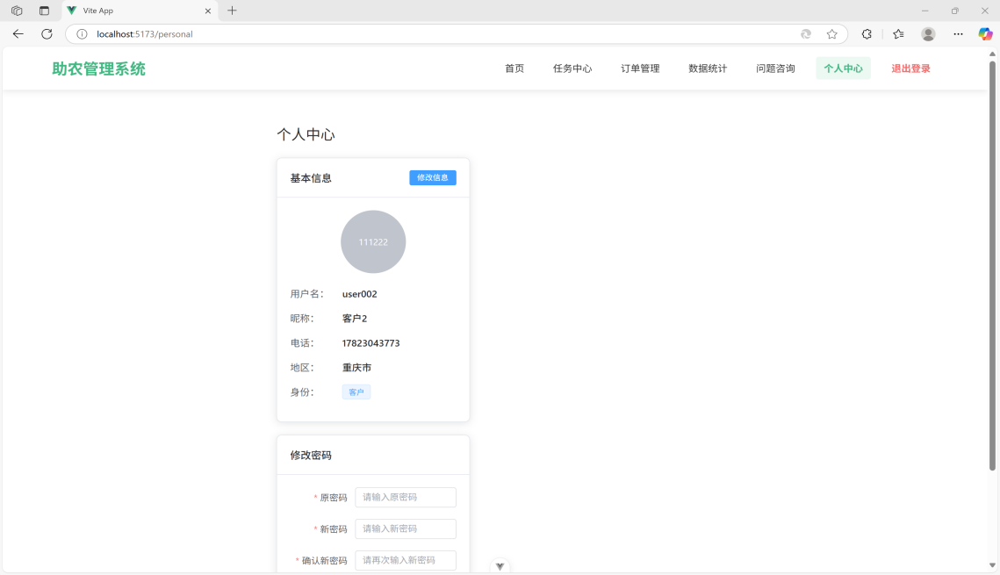 Vite App
localhost:5173/personal
助农管理系统
首页 任务中心 订单管理 数据统计 问题咨询 个人中心 退出登录
个人中心
基本信息 修改信息
111222
用户名： user002
昵称： 客户2
电话： 17823043773
地区： 重庆市
身份： 客户
修改密码
* 原密码 请输入原密码
* 新密码 请输入新密码
* 确认新密码 请再次输入新密码